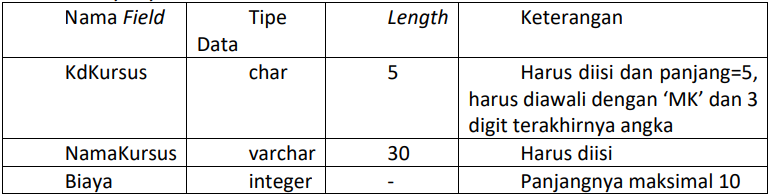 Nama Field Tipe Data Length Keterangan
KdKursus char 5 Harus diisi dan panjang=5,
harus diawali dengan ‘MK’ dan 3
digit terakhirnya angka
NamaKursus varchar 30 Harus diisi
Biaya integer - Panjangnya maksimal 10